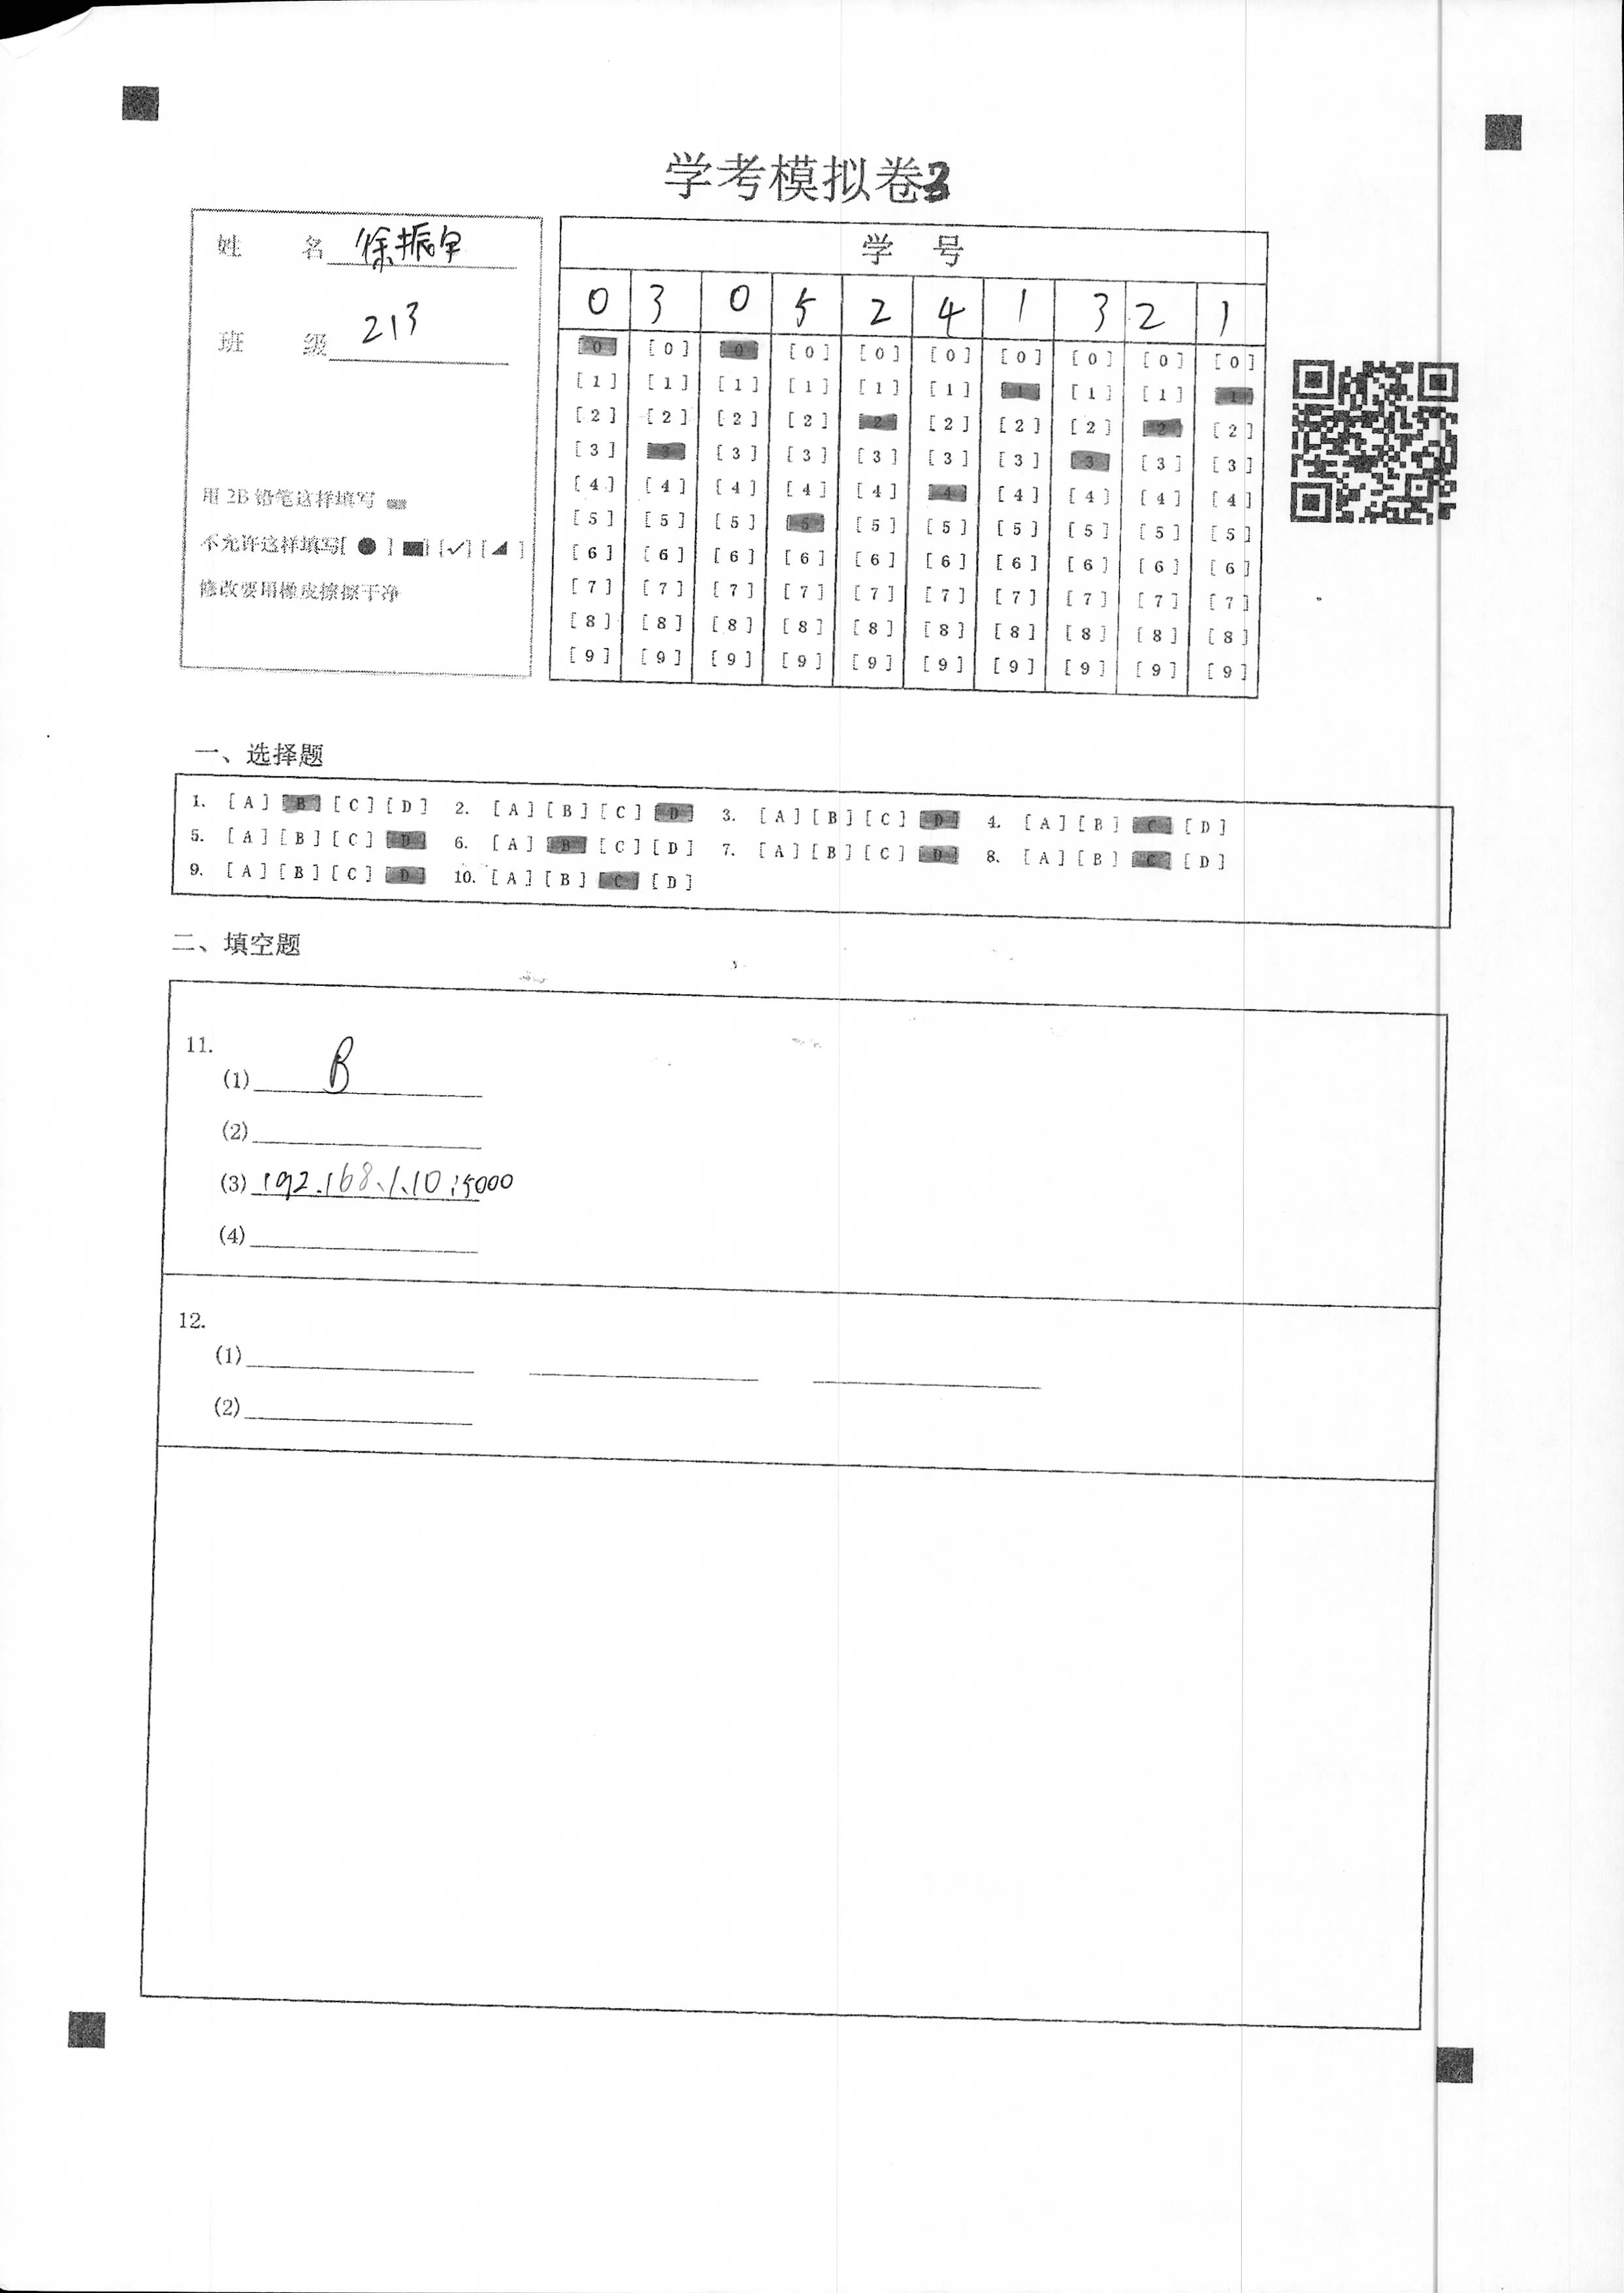 学考模拟卷3
姓 名 徐振宇
班 级 213
用 2B 铅笔这样填写
不允许这样填写[ ● ] [✓] [ ]
修改要用橡皮擦擦干净
学 号
0 3 0 5 2 4 1 3 2 1
[0] [0] [0] [0] [0] [0] [0] [0] [0] [0]
[1] [1] [1] [1] [1] [1] [1] [1] [1] [1]
[2] [2] [2] [2] [2] [2] [2] [2] [2] [2]
[3] [3] [3] [3] [3] [3] [3] [3] [3] [3]
[4] [4] [4] [4] [4] [4] [4] [4] [4] [4]
[5] [5] [5] [5] [5] [5] [5] [5] [5] [5]
[6] [6] [6] [6] [6] [6] [6] [6] [6] [6]
[7] [7] [7] [7] [7] [7] [7] [7] [7] [7]
[8] [8] [8] [8] [8] [8] [8] [8] [8] [8]
[9] [9] [9] [9] [9] [9] [9] [9] [9] [9]
一、选择题
1. [A] [B] [C] [D] 2. [A] [B] [C] [D] 3. [A] [B] [C] [D] 4. [A] [B] [C] [D]
5. [A] [B] [C] [D] 6. [A] [B] [C] [D] 7. [A] [B] [C] [D] 8. [A] [B] [C] [D]
9. [A] [B] [C] [D] 10. [A] [B] [C] [D]
二、填空题
11.
(1) B
(2)
(3) 192.168.1.10:5000
(4)
12.
(1)
(2)